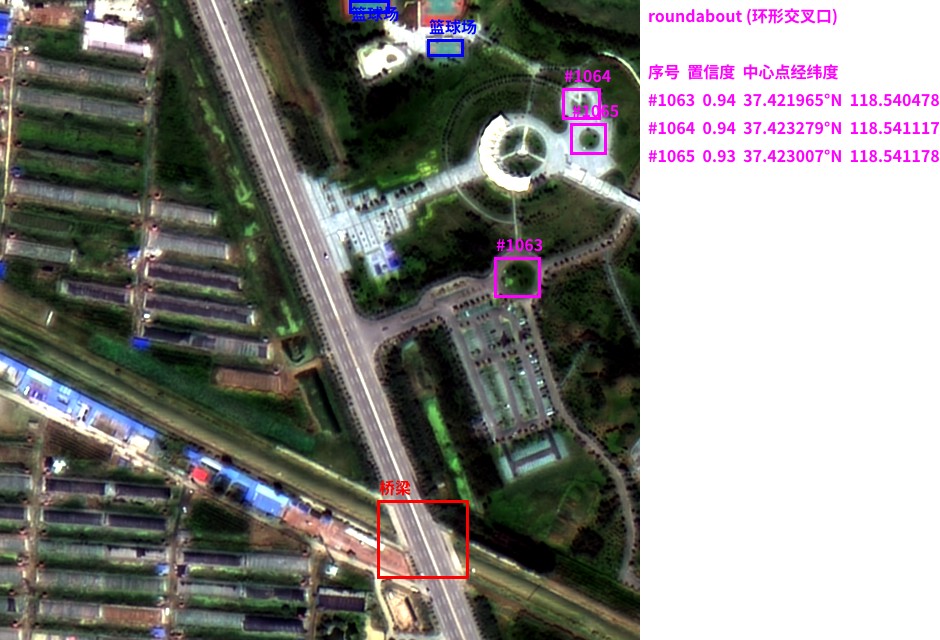 篮球场
篮球场
#1064
#1065
#1063
桥梁
roundabout (环形交叉口)
序号 置信度 中心点经纬度
#1063 0.94 37.421965°N 118.540478
#1064 0.94 37.423279°N 118.541117
#1065 0.93 37.423007°N 118.541178